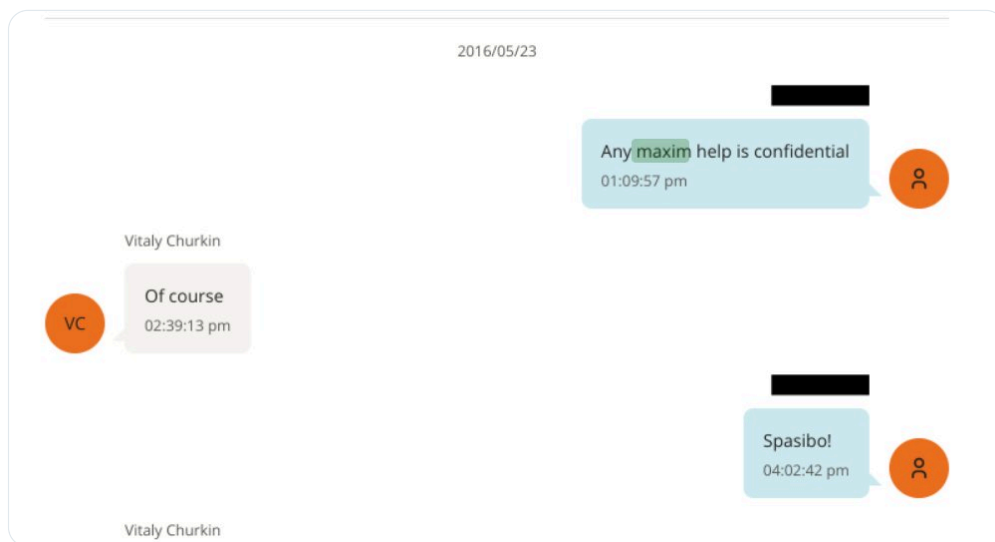 2016/05/23
Any maxim help is confidential
01:09:57 pm
Vitaly Churkin
Of course
VC
02:39:13 pm
Spasibo!
04:02:42 pm
Vitaly Churkin